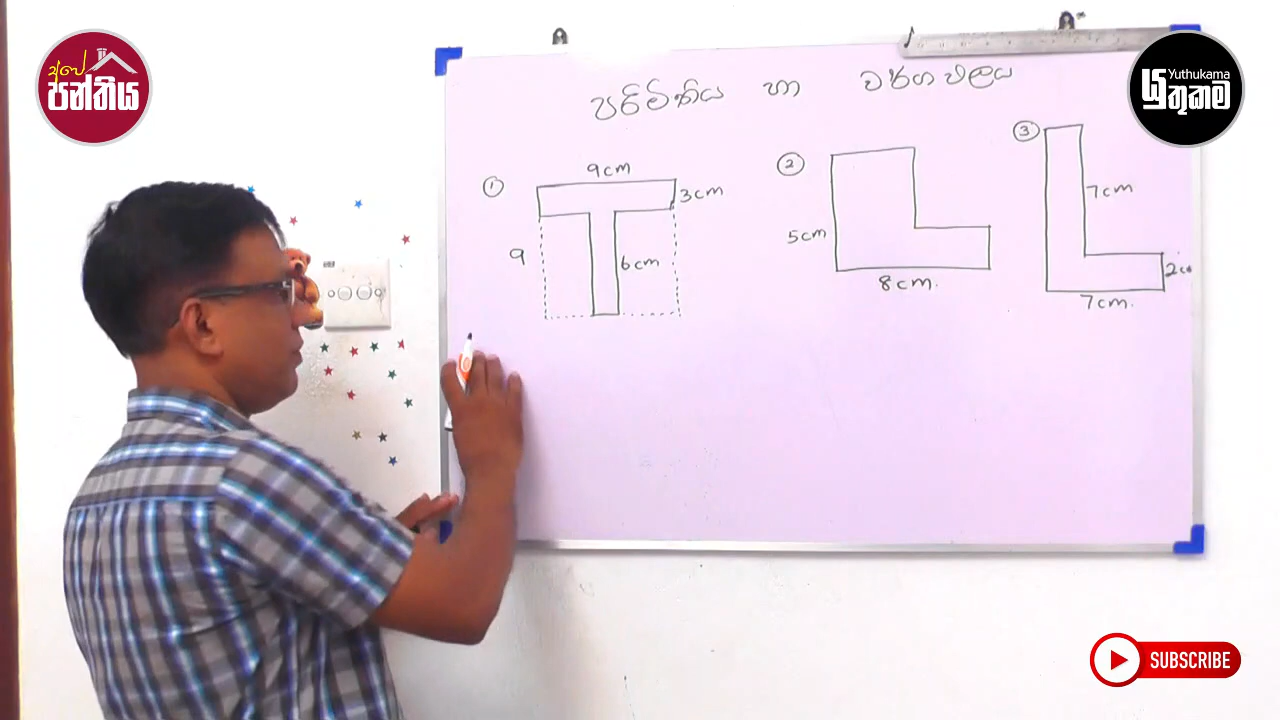 අපේ
පන්තිය
Yuthukama
යුතුකම
පරිමිතිය හා වර්ගඵලය
①
9cm
3cm
9
6cm
②
5cm
8cm.
③
7cm
2cm
7cm.
SUBSCRIBE